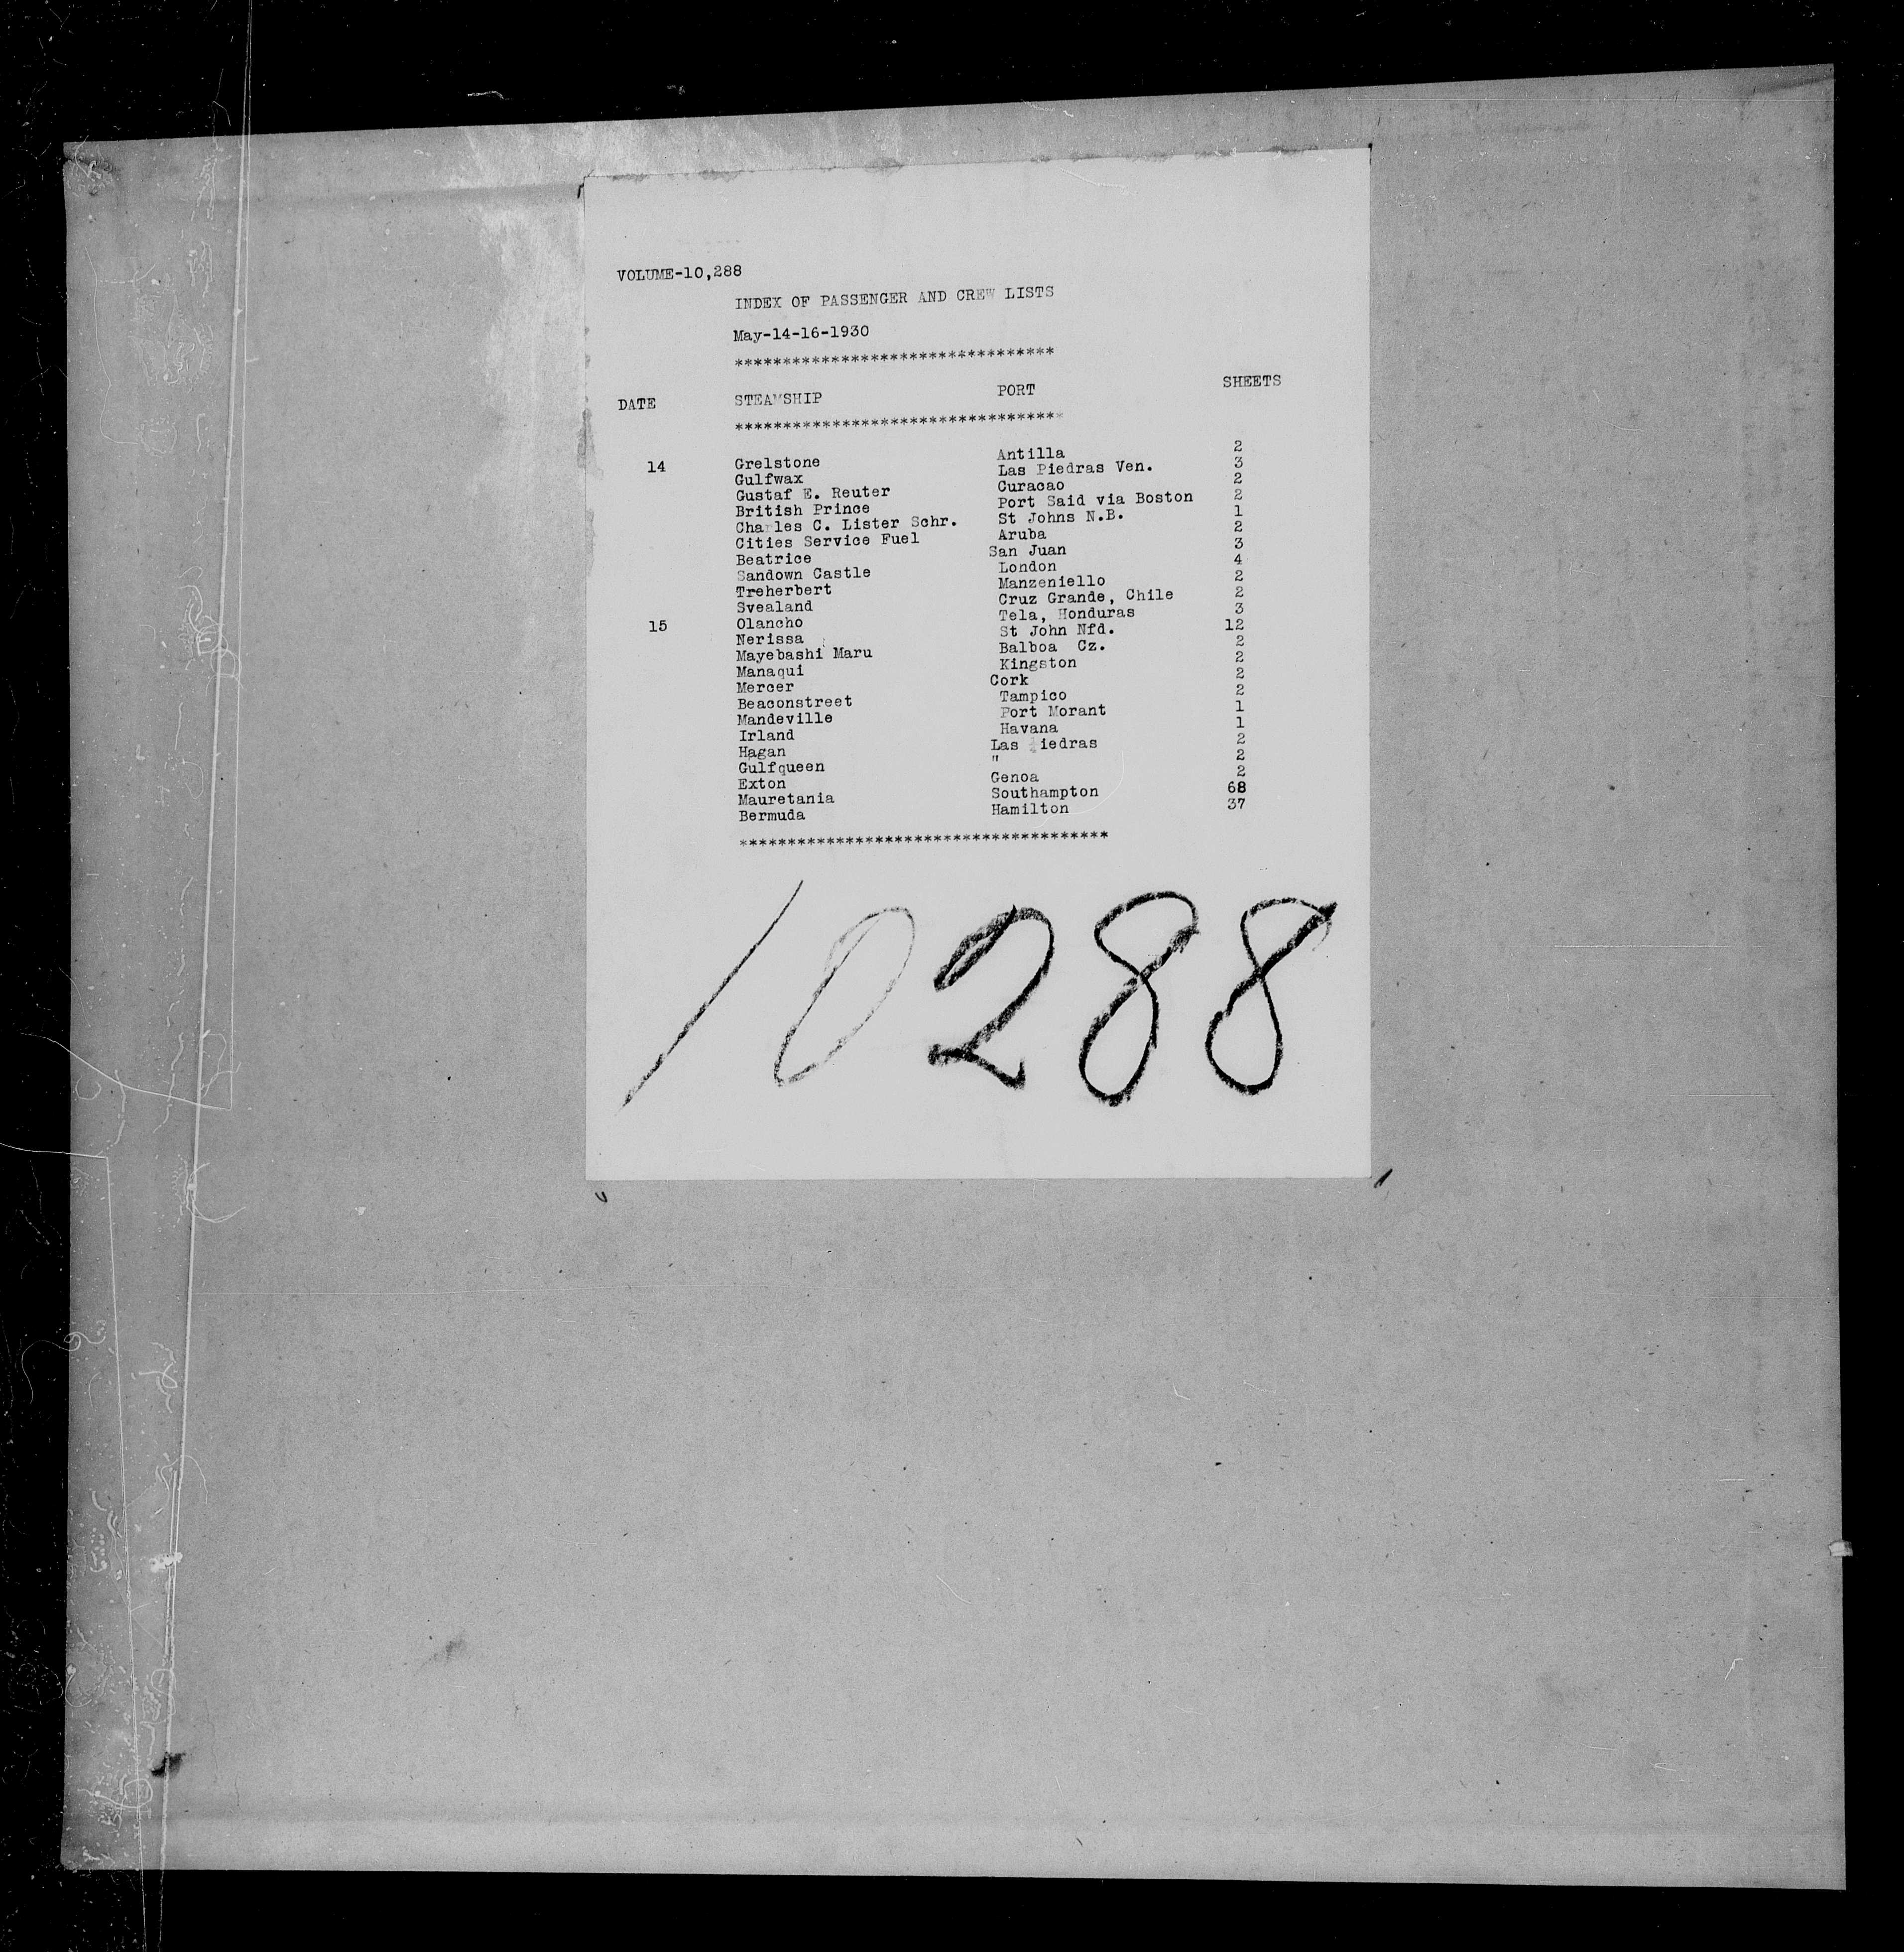 VOLUME-10,288
INDEX OF PASSENGER AND CREW LISTS
May-14-16-1930
*********************************
DATE STEAMSHIP PORT SHEETS
**********************************
14 Grelstone Antilla 2
Gulfwax Las Piedras Ven. 3
Gustaf E. Reuter Curacao 2
British Prince Port Said via Boston 2
Charles C. Lister Schr. St Johns N.B. 1
Cities Service Fuel Aruba 2
Beatrice San Juan 3
Sandown Castle London 4
Treherbert Manzeniello 2
Svealand Cruz Grande, Chile 2
15 Olancho Tela, Honduras 3
Nerissa St John Nfd. 12
Mayebashi Maru Balboa Cz. 2
Manaqui Kingston 2
Mercer Cork 2
Beaconstreet Tampico 2
Mandeville Port Morant 1
Irland Havana 1
Hagan Las Piedras 2
Gulfqueen " 2
Exton Genoa 2
Mauretania Southampton 68
Bermuda Hamilton 37
**************************************
10288